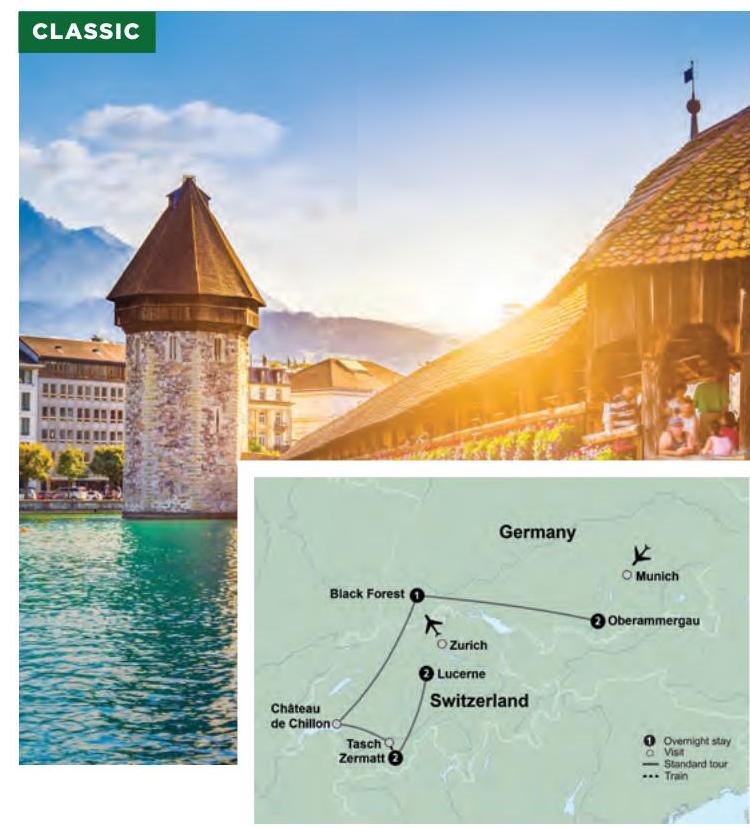 CLASSIC
Germany
Munich
Black Forest 1
2 Oberammergau
Zurich
2 Lucerne
Switzerland
Château
de Chillon
Tasch
Zermatt 2
1 Overnight stay
Visit
Standard tour
Train